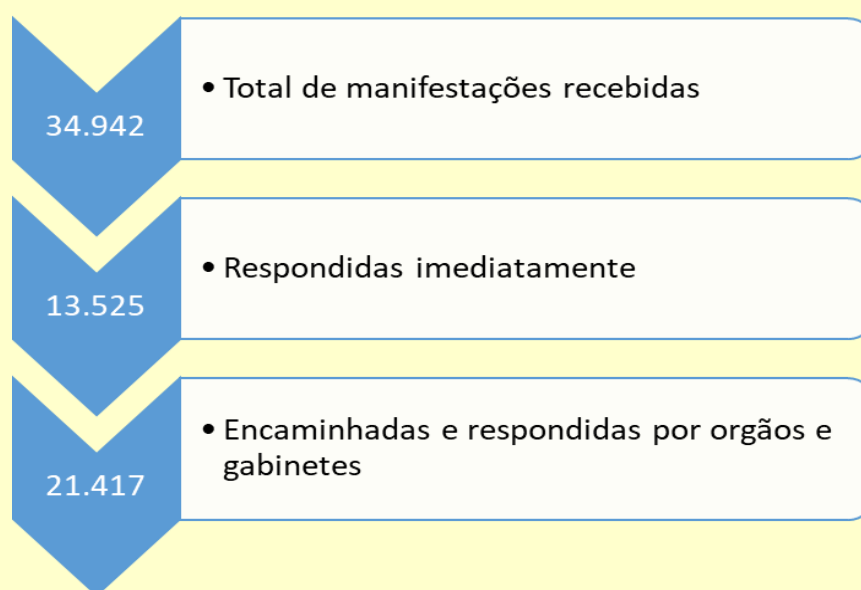 34.942
• Total de manifestações recebidas
13.525
• Respondidas imediatamente
21.417
• Encaminhadas e respondidas por orgãos e
gabinetes